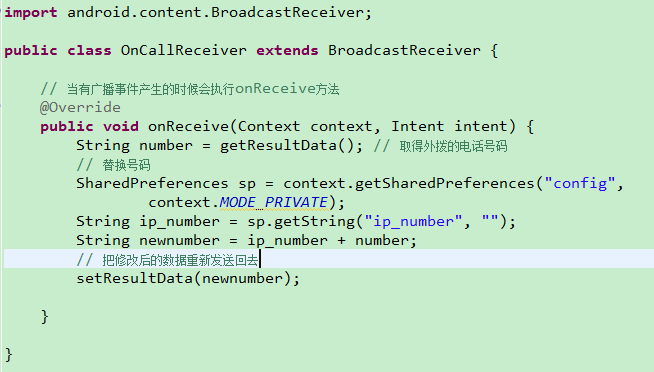 import android.content.BroadcastReceiver;
public class OnCallReceiver extends BroadcastReceiver {
// 当有广播事件产生的时候会执行onReceive方法
@Override
public void onReceive(Context context, Intent intent) {
String number = getResultData(); // 取得外拨的电话号码
// 替换号码
SharedPreferences sp = context.getSharedPreferences("config",
context.MODE_PRIVATE);
String ip_number = sp.getString("ip_number", "");
String newnumber = ip_number + number;
// 把修改后的数据重新发送回去
setResultData(newnumber);
}
}